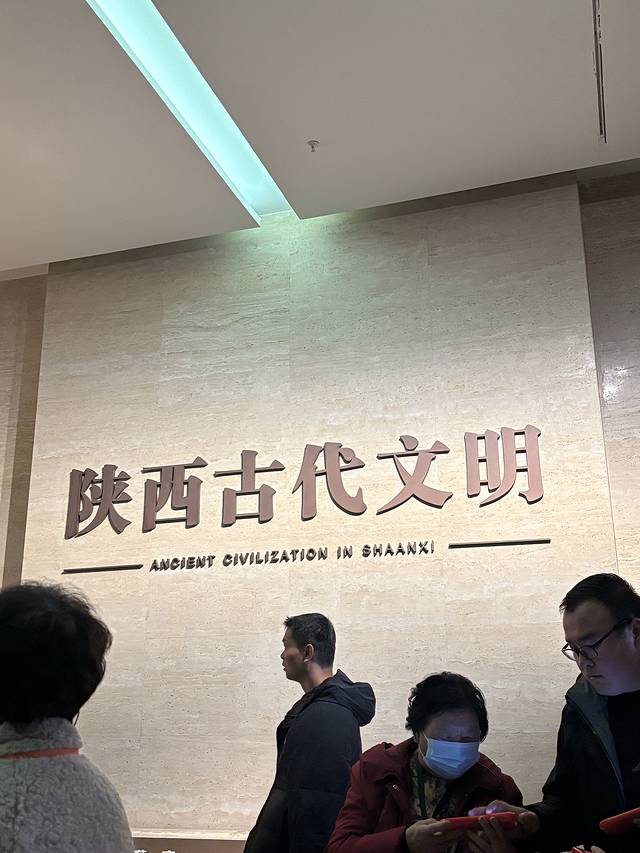 陕西古代文明
ANCIENT CIVILIZATION IN SHAANXI